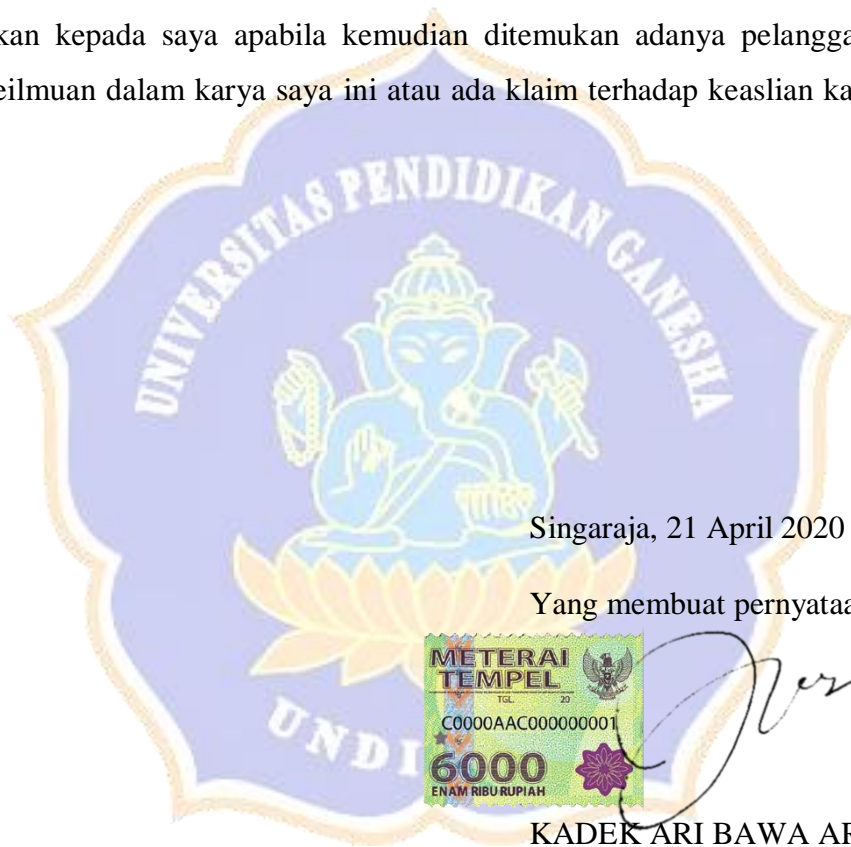 kan kepada saya apabila kemudian ditemukan adanya pelangga
eilmuan dalam karya saya ini atau ada klaim terhadap keaslian ka
UNIVERSITAS PENDIDIKAN GANESHA
Singaraja, 21 April 2020
Yang membuat pernyataa
METERAI
TEMPEL
TGL. 20
C0000AAC000000001
6000
ENAM RIBU RUPIAH
UNDI
KADEK ARI BAWA AR